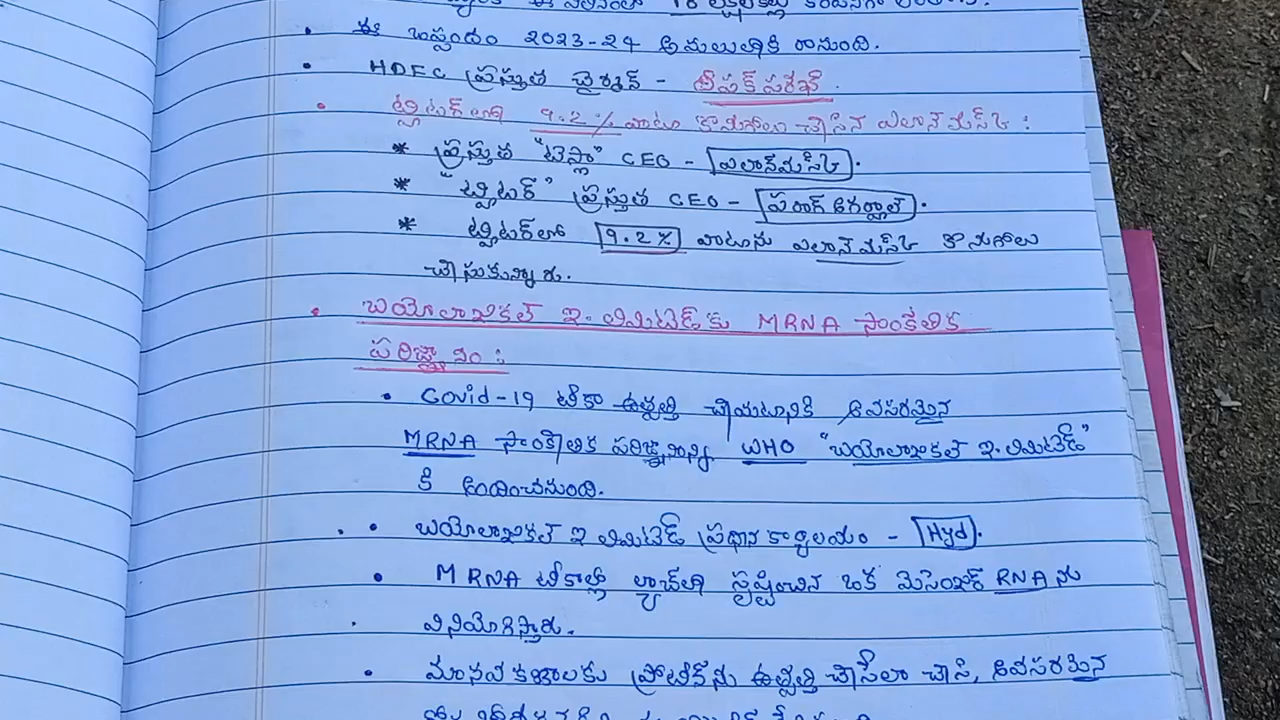 ఈ ఒప్పందం 2023-24 అమలులోకి రానుంది.
HDFC ప్రస్తుత చైర్మన్ - దీపక్ పరేఖ్.
ట్విటర్‌లో 9.2% వాటా కొనుగోలు చేసిన ఎలాన్ మస్క్ :
* ప్రస్తుత "టెస్లా" CEO - ఎలాన్ మస్క్.
* "ట్విటర్" ప్రస్తుత CEO - పరాగ్ అగర్వాల్.
* ట్విటర్‌లో 9.2% వాటాను ఎలాన్ మస్క్ కొనుగోలు
చేసుకున్నారు.
బయోలాజికల్ ఇ. లిమిటెడ్‌కు MRNA సాంకేతిక
పరిజ్ఞానం :
Covid-19 టీకా ఉత్పత్తి చేయటానికి అవసరమైన
MRNA సాంకేతిక పరిజ్ఞానాన్ని WHO "బయోలాజికల్ ఇ. లిమిటెడ్"
కి అందించనుంది.
బయోలాజికల్ ఇ లిమిటెడ్ ప్రధాన కార్యాలయం - Hyd.
MRNA టీకాల్లో ల్యాబ్‌లో సృష్టించిన ఒక మెసెంజర్ RNA ను
వినియోగిస్తారు.
మానవ కణాలకు ప్రోటీన్‌ను ఉత్పత్తి చేసేలా చేసి, అవసరమైన